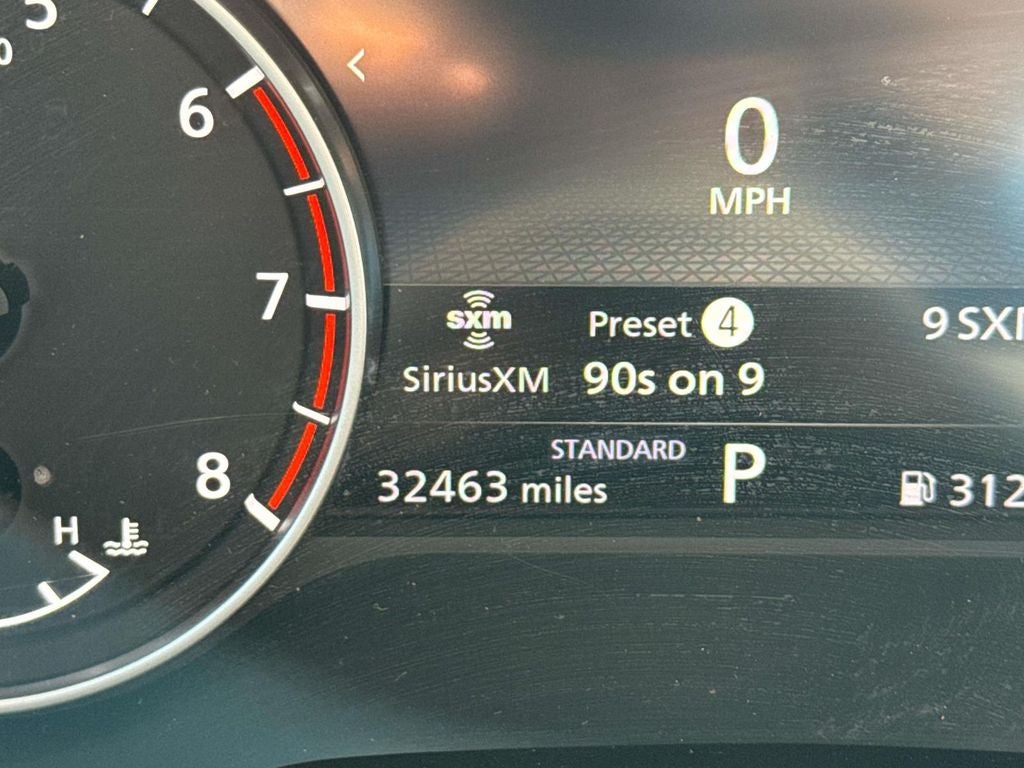 5
6
7
8
H
0
MPH
sxm
SiriusXM
Preset 4
90s on 9
9 SX
STANDARD
32463 miles
P
312